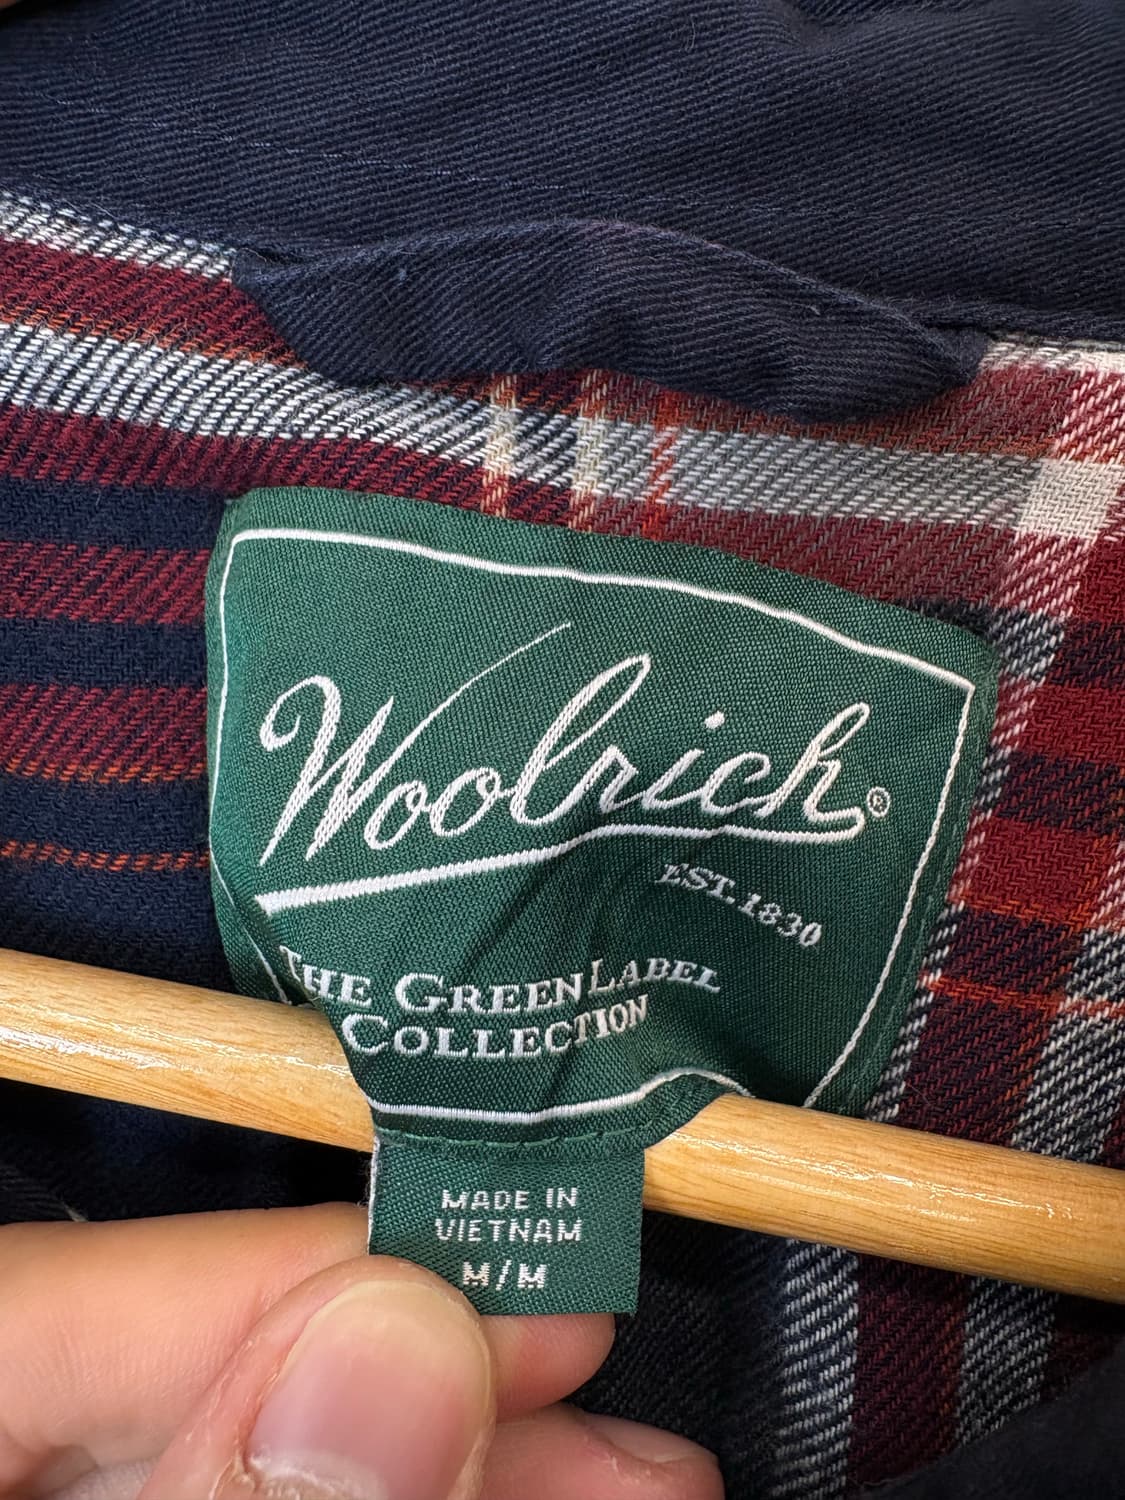 Woolrich®
EST. 1830
THE GREEN LABEL
COLLECTION
MADE IN
VIETNAM
M/M